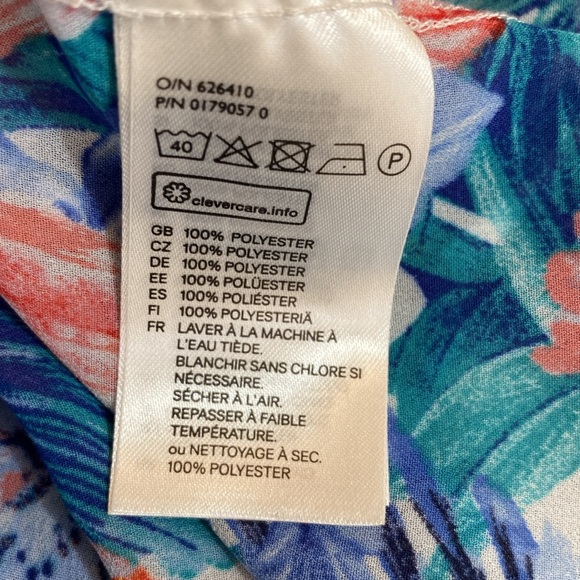 O/N 626410
P/N 0179057 0
40 P
clevercare.info
GB 100% POLYESTER
CZ 100% POLYESTER
DE 100% POLYESTER
EE 100% POLÜESTER
ES 100% POLIÉSTER
FI 100% POLYESTERIÄ
FR LAVER À LA MACHINE À
L'EAU TIÈDE.
BLANCHIR SANS CHLORE SI
NÉCESSAIRE.
SÉCHER À L'AIR.
REPASSER À FAIBLE
TEMPÉRATURE.
ou NETTOYAGE À SEC.
100% POLYESTER